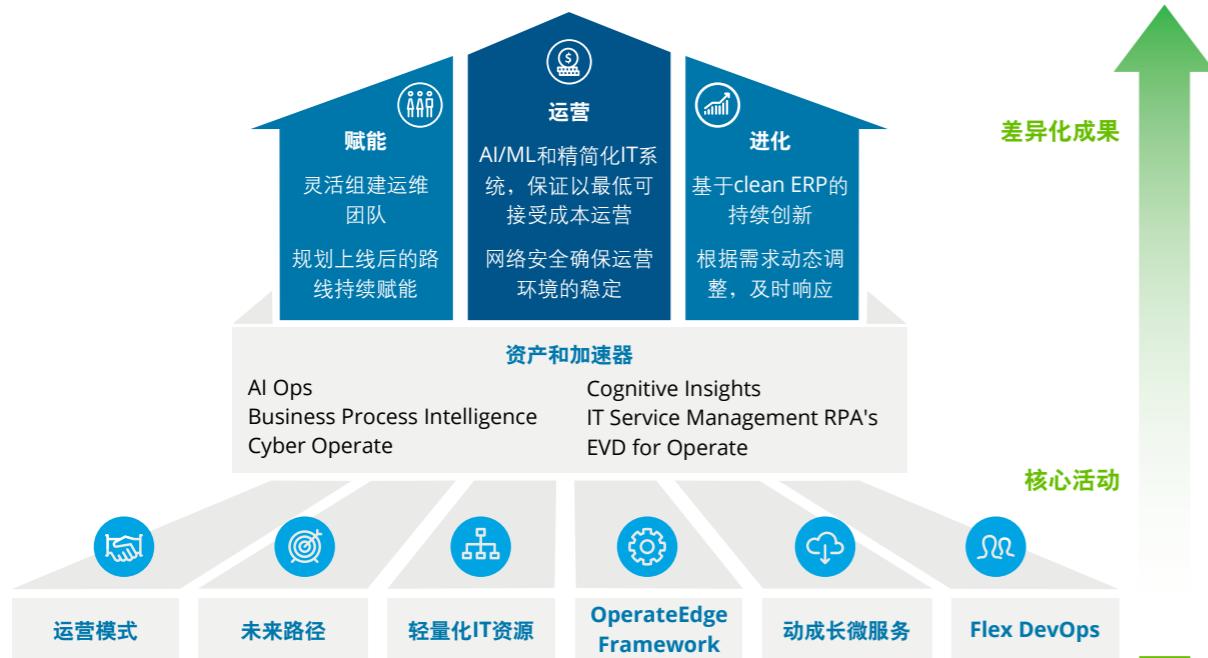 赋能
灵活组建运维
团队
规划上线后的路
线持续赋能
运营
AI/ML和精简化IT系
统，保证以最低可
接受成本运营
网络安全确保运营
环境的稳定
进化
基于clean ERP的
持续创新
根据需求动态调
整，及时响应
差异化成果
资产和加速器
AI Ops
Business Process Intelligence
Cyber Operate
Cognitive Insights
IT Service Management RPA's
EVD for Operate
核心活动
运营模式
未来路径
轻量化IT资源
OperateEdge
Framework
动成长微服务
Flex DevOps